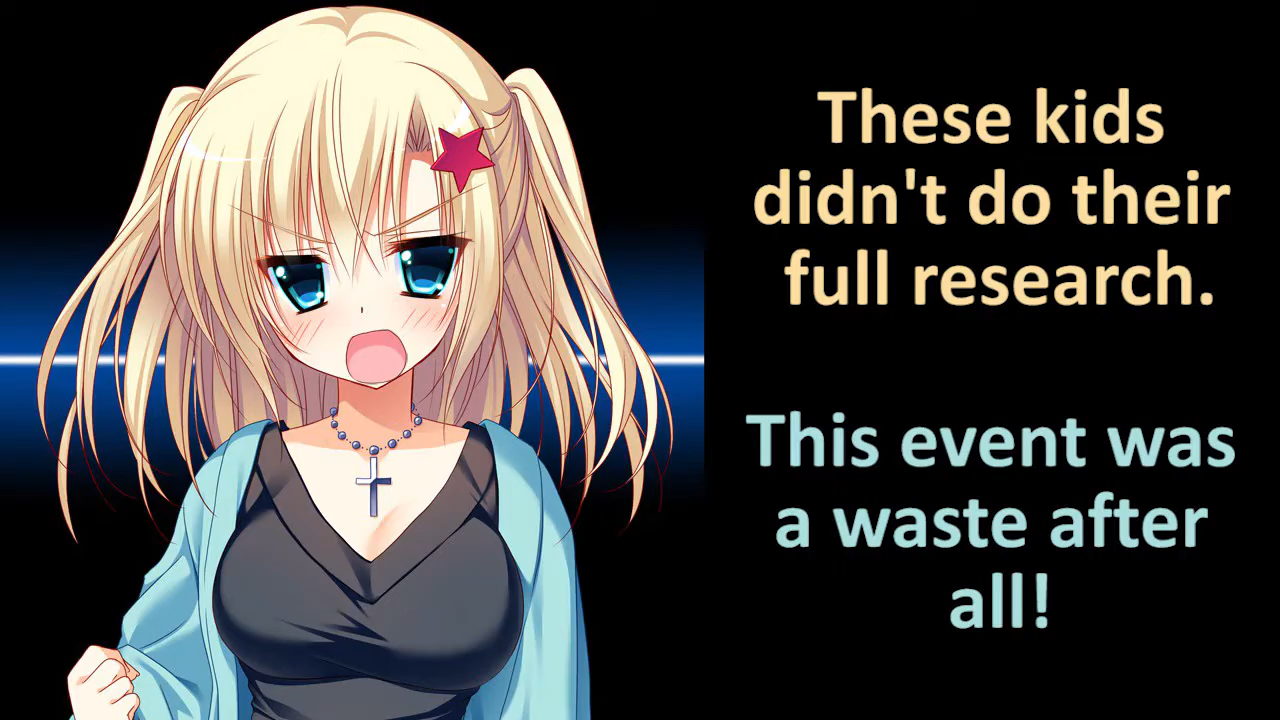 These kids
didn't do their
full research.
This event was
a waste after
all!